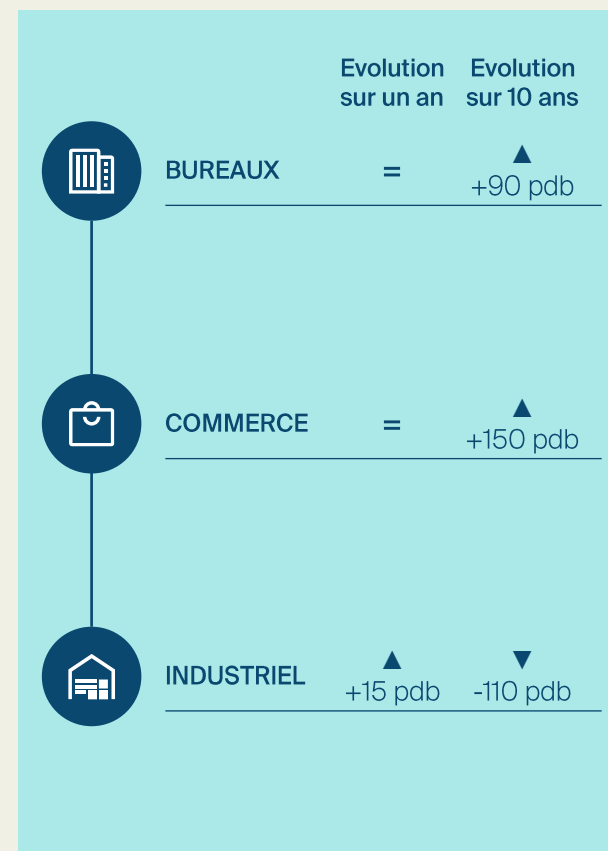 Evolution sur un an
Evolution sur 10 ans
BUREAUX = ▲ +90 pdb
COMMERCE = ▲ +150 pdb
INDUSTRIEL ▲ +15 pdb ▼ -110 pdb